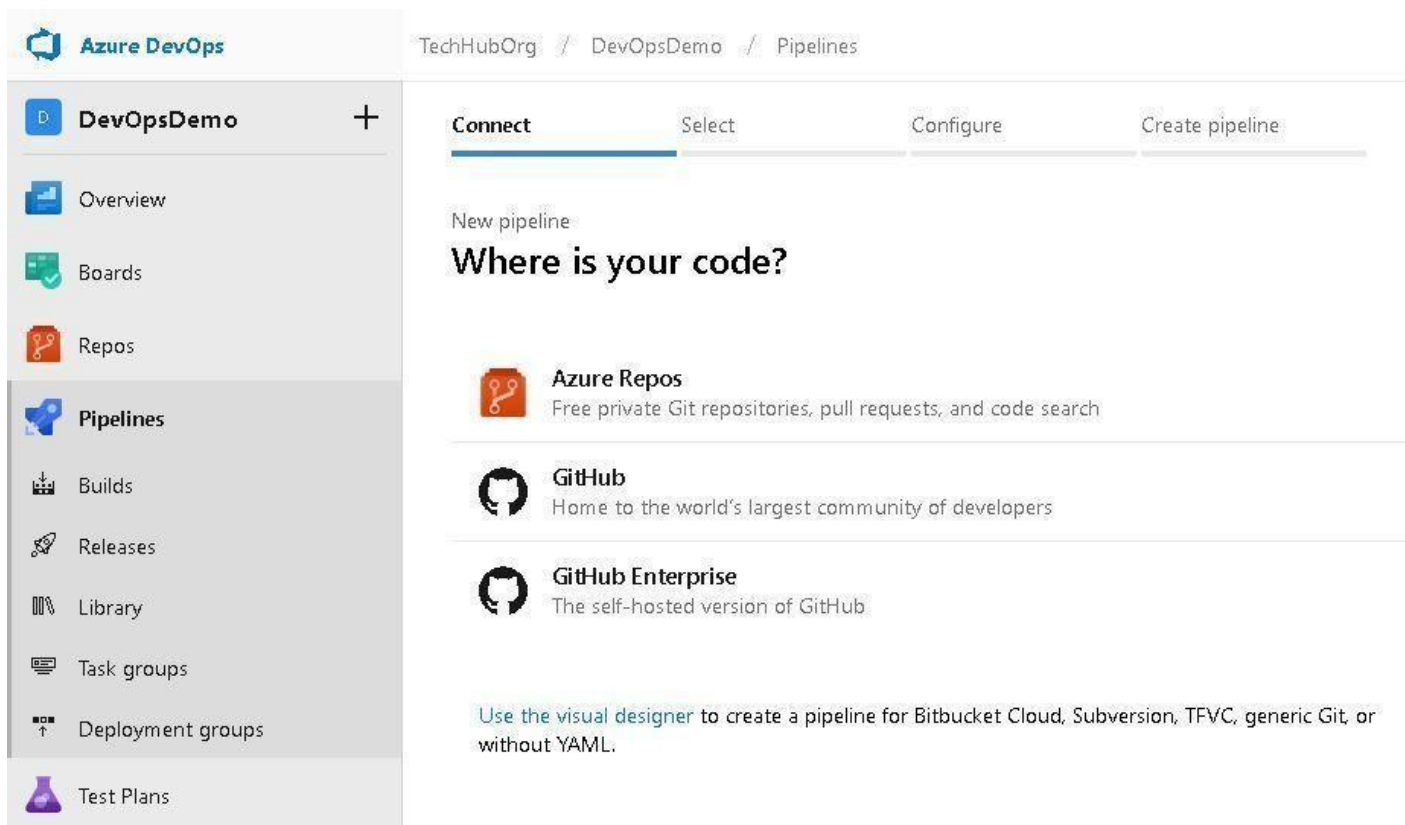 Azure DevOps
TechHubOrg / DevOpsDemo / Pipelines
D DevOpsDemo +
Overview
Boards
Repos
Pipelines
Builds
Releases
Library
Task groups
Deployment groups
Test Plans
Connect Select Configure Create pipeline
New pipeline
Where is your code?
Azure Repos
Free private Git repositories, pull requests, and code search
GitHub
Home to the world's largest community of developers
GitHub Enterprise
The self-hosted version of GitHub
Use the visual designer to create a pipeline for Bitbucket Cloud, Subversion, TFVC, generic Git, or
without YAML.